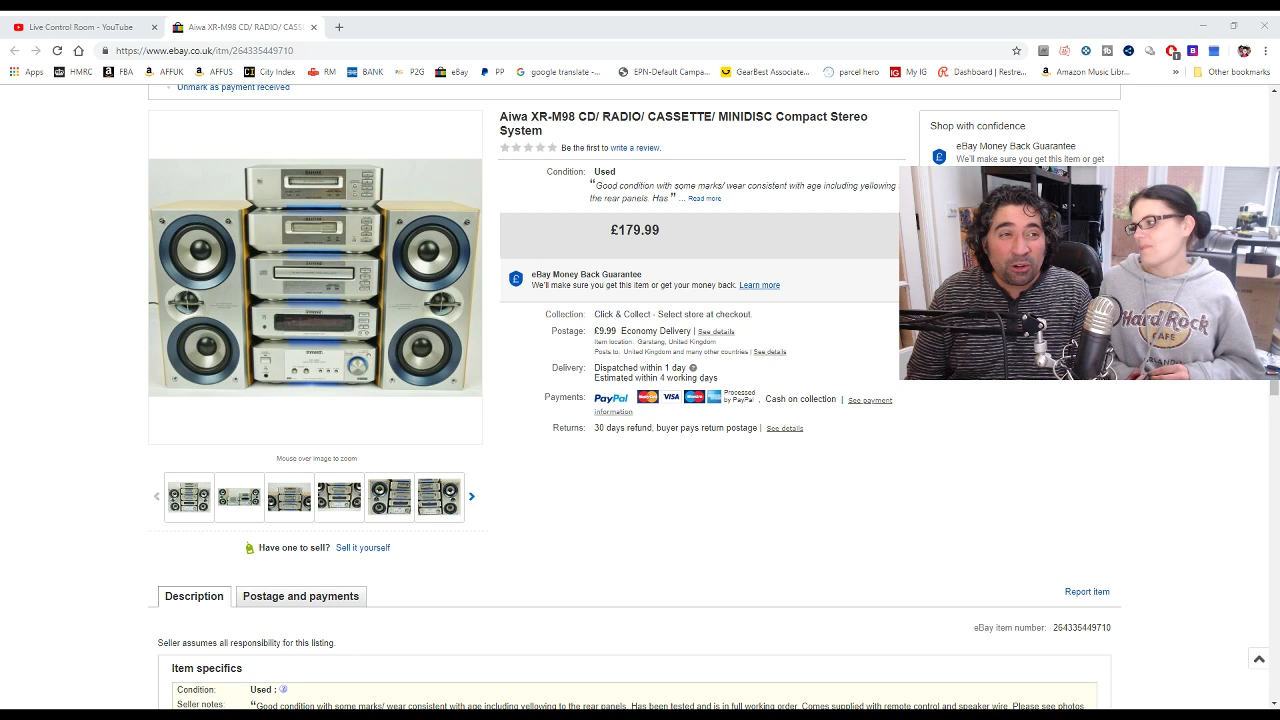 Live Control Room - YouTube
Aiwa XR-M98 CD/ RADIO/ CASSE
https://www.ebay.co.uk/itm/264335449710
Apps HMRC FBA AFFUK AFFUS City Index RM BANK P2G eBay PP google translate -... EPN-Default Campa... GearBest Associate... parcel hero My IG Dashboard | Restre... Amazon Music Libr... » Other bookmarks
Unmark as payment received
Aiwa XR-M98 CD/ RADIO/ CASSETTE/ MINIDISC Compact Stereo
System
Be the first to write a review.
Condition: Used
“Good condition with some marks/ wear consistent with age including yellowing
the rear panels. Has ” ... Read more
£179.99
eBay Money Back Guarantee
We'll make sure you get this item or get your money back. Learn more
Collection: Click & Collect - Select store at checkout.
Postage: £9.99 Economy Delivery | See details
Item location: Garstang, United Kingdom
Posts to: United Kingdom and many other countries | See details
Delivery: Dispatched within 1 day
Estimated within 4 working days
Payments: PayPal MasterCard VISA Maestro Processed by PayPal , Cash on collection | See payment
information
Returns: 30 days refund, buyer pays return postage | See details
Shop with confidence
eBay Money Back Guarantee
We'll make sure you get this item or get
Hard Rock
CAFE
Mouse over image to zoom
Have one to sell? Sell it yourself
Description
Postage and payments
Report item
eBay item number: 264335449710
Seller assumes all responsibility for this listing.
Item specifics
Condition: Used :
Seller notes: “Good condition with some marks/ wear consistent with age including yellowing to the rear panels. Has been tested and is in full working order. Comes supplied with remote control and speaker wire. Please see photos